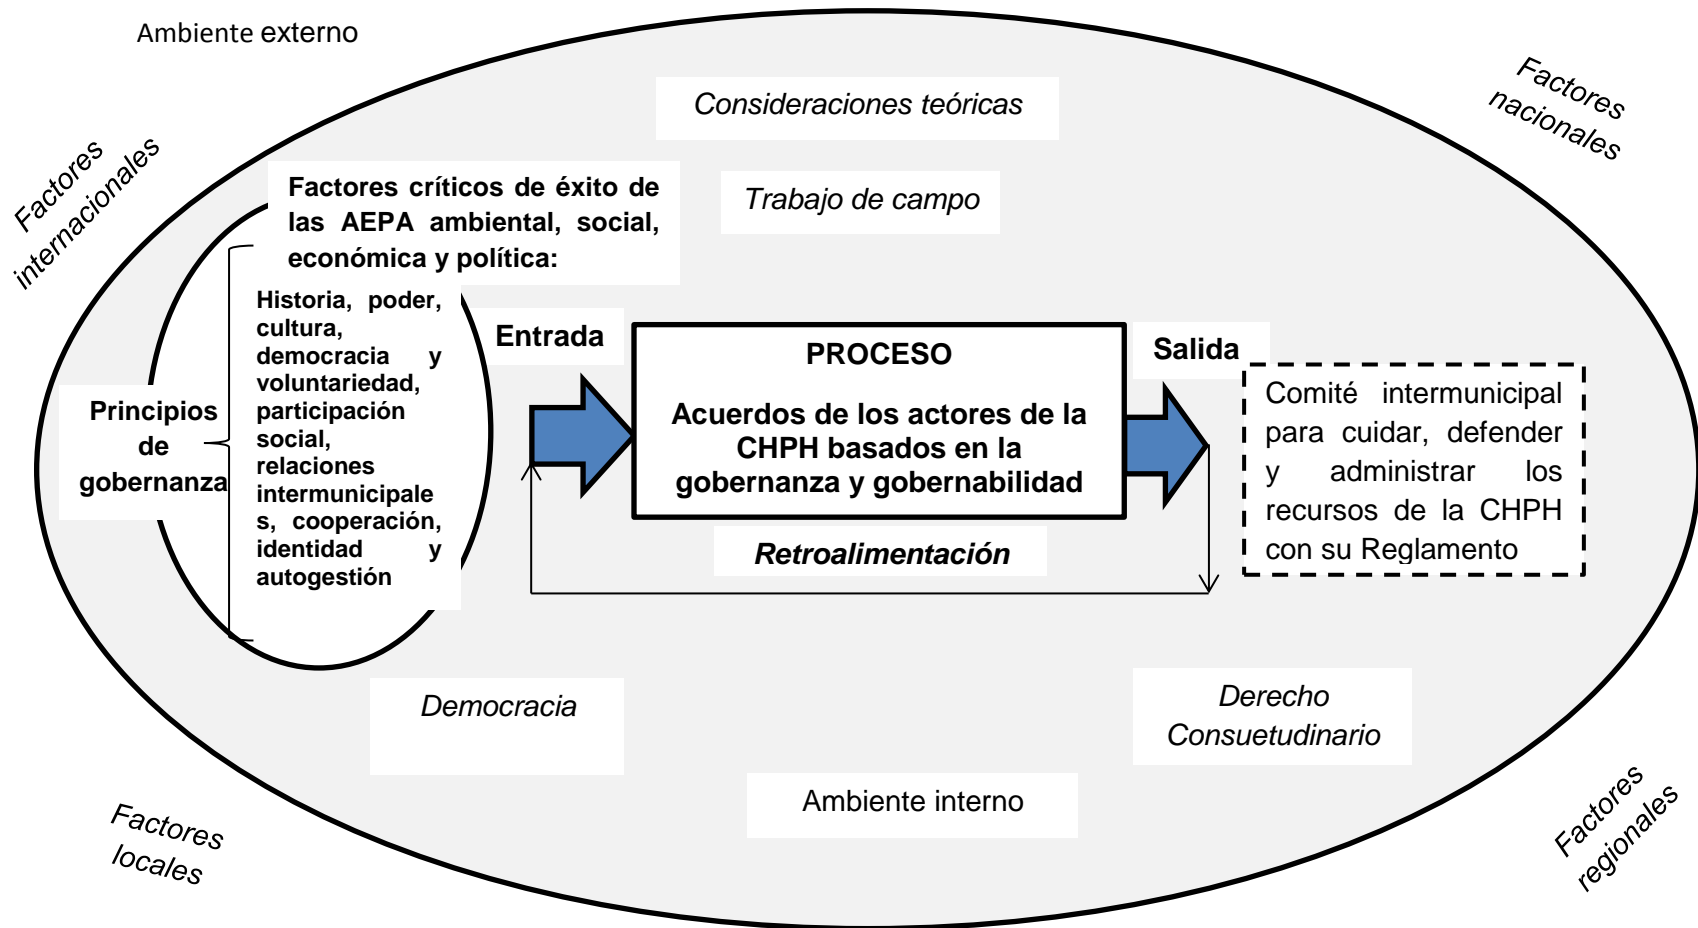 Ambiente externo
Factores
internacionales
Factores
nacionales
Consideraciones teóricas
Trabajo de campo
Factores críticos de éxito de
las AEPA ambiental, social,
económica y política:
Historia, poder,
cultura,
democracia y
voluntariedad,
participación
social,
relaciones
intermunicipale
s, cooperación,
identidad y
autogestión
Principios
de
gobernanza
Entrada
PROCESO
Acuerdos de los actores de la
CHPH basados en la
gobernanza y gobernabilidad
Retroalimentación
Salida
Comité intermunicipal
para cuidar, defender
y administrar los
recursos de la CHPH
con su Reglamento
Democracia
Derecho
Consuetudinario
Ambiente interno
Factores
locales
Factores
regionales